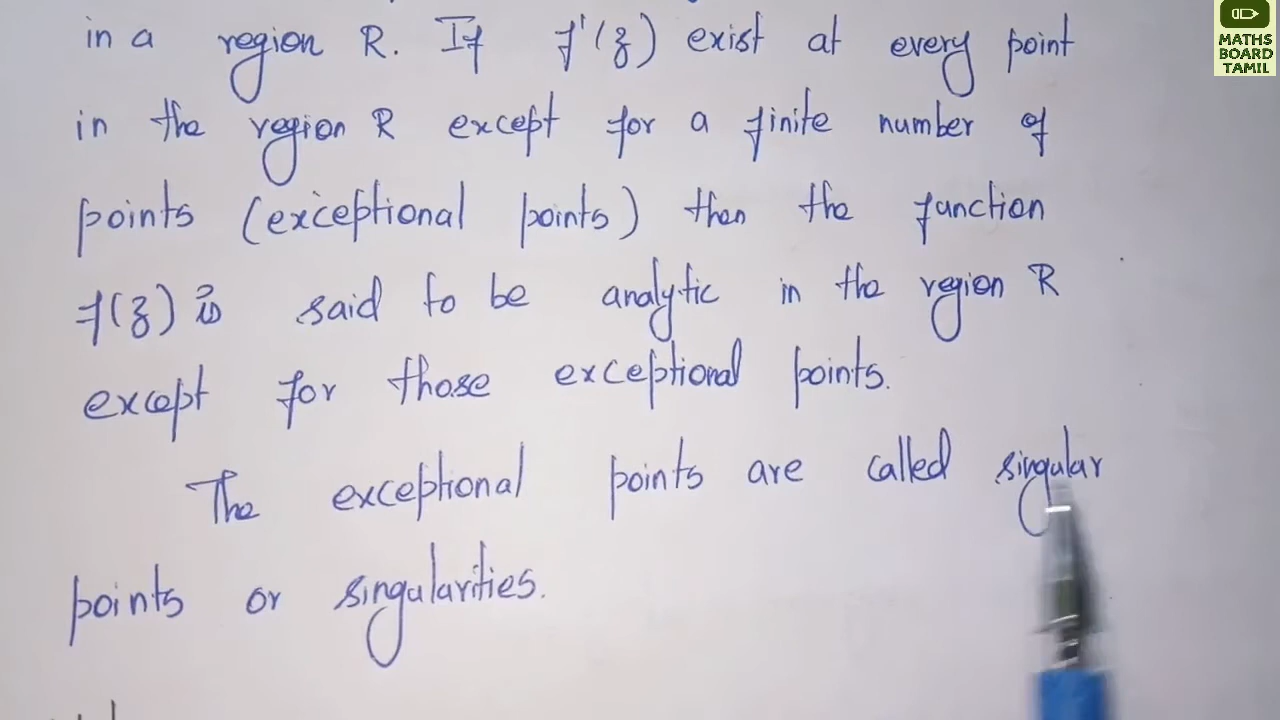 in a region R. If f'(z) exist at every point
in the region R except for a finite number of
points (exceptional points) then the function
f(z) is said to be analytic in the region R
except for those exceptional points.
The exceptional points are called singular
points or singularities.
MATHS
BOARD
TAMIL